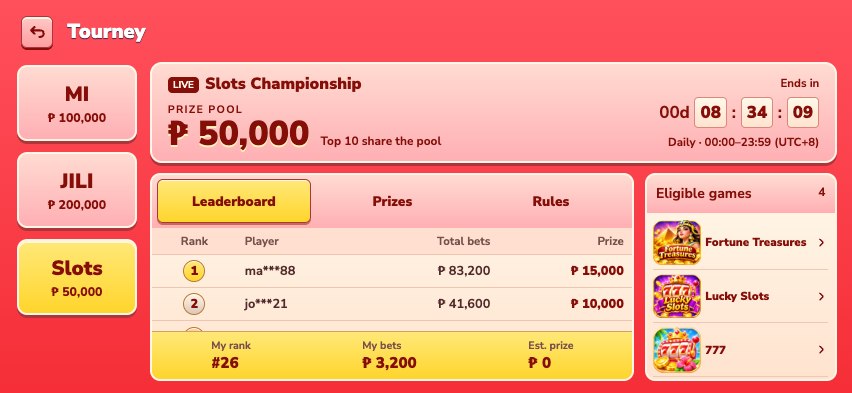 Tourney
MI
₱ 100,000
JILI
₱ 200,000
Slots
₱ 50,000
LIVE Slots Championship
PRIZE POOL
₱ 50,000 Top 10 share the pool
Ends in
00d 08 : 34 : 09
Daily · 00:00–23:59 (UTC+8)
Leaderboard Prizes Rules
Rank Player Total bets Prize
1 ma***88 ₱ 83,200 ₱ 15,000
2 jo***21 ₱ 41,600 ₱ 10,000
My rank My bets Est. prize
#26 ₱ 3,200 ₱ 0
Eligible games 4
Fortune Treasures
Fortune Treasures
777 Lucky Slots
Lucky Slots
777
777